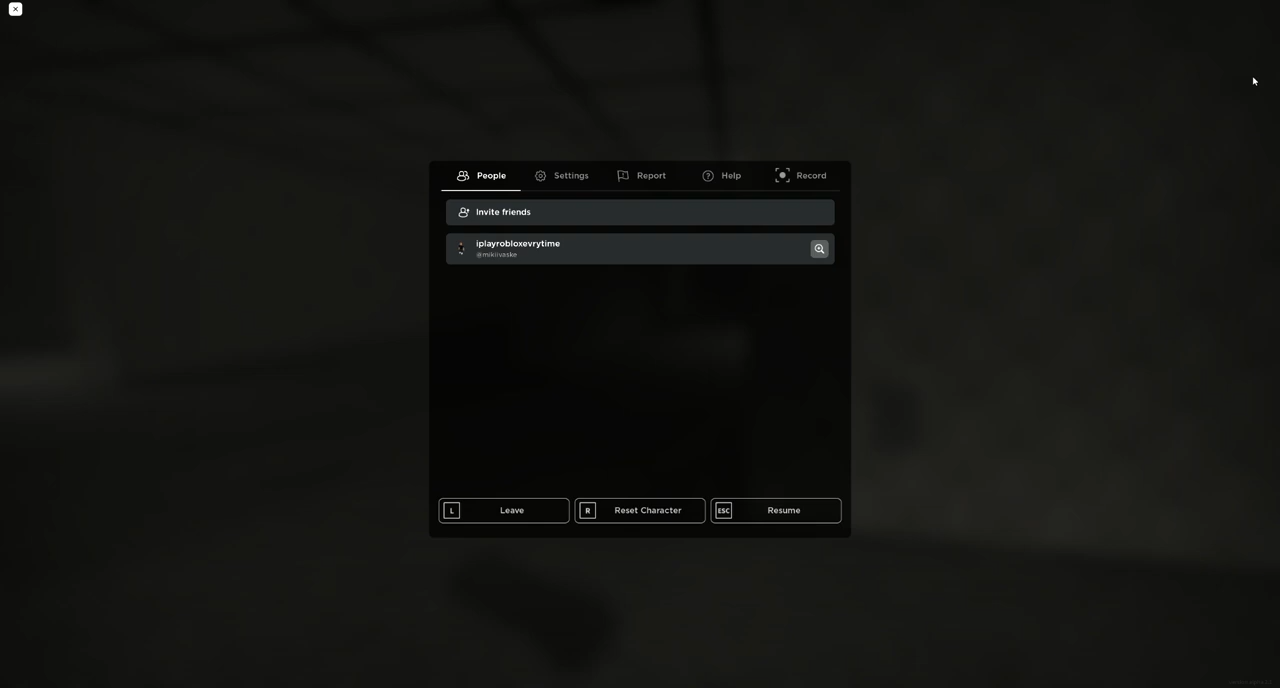 People
Settings
Report
Help
Record
Invite friends
iplayrobloxevrytime
@mikiivaske
L
Leave
R
Reset Character
ESC
Resume